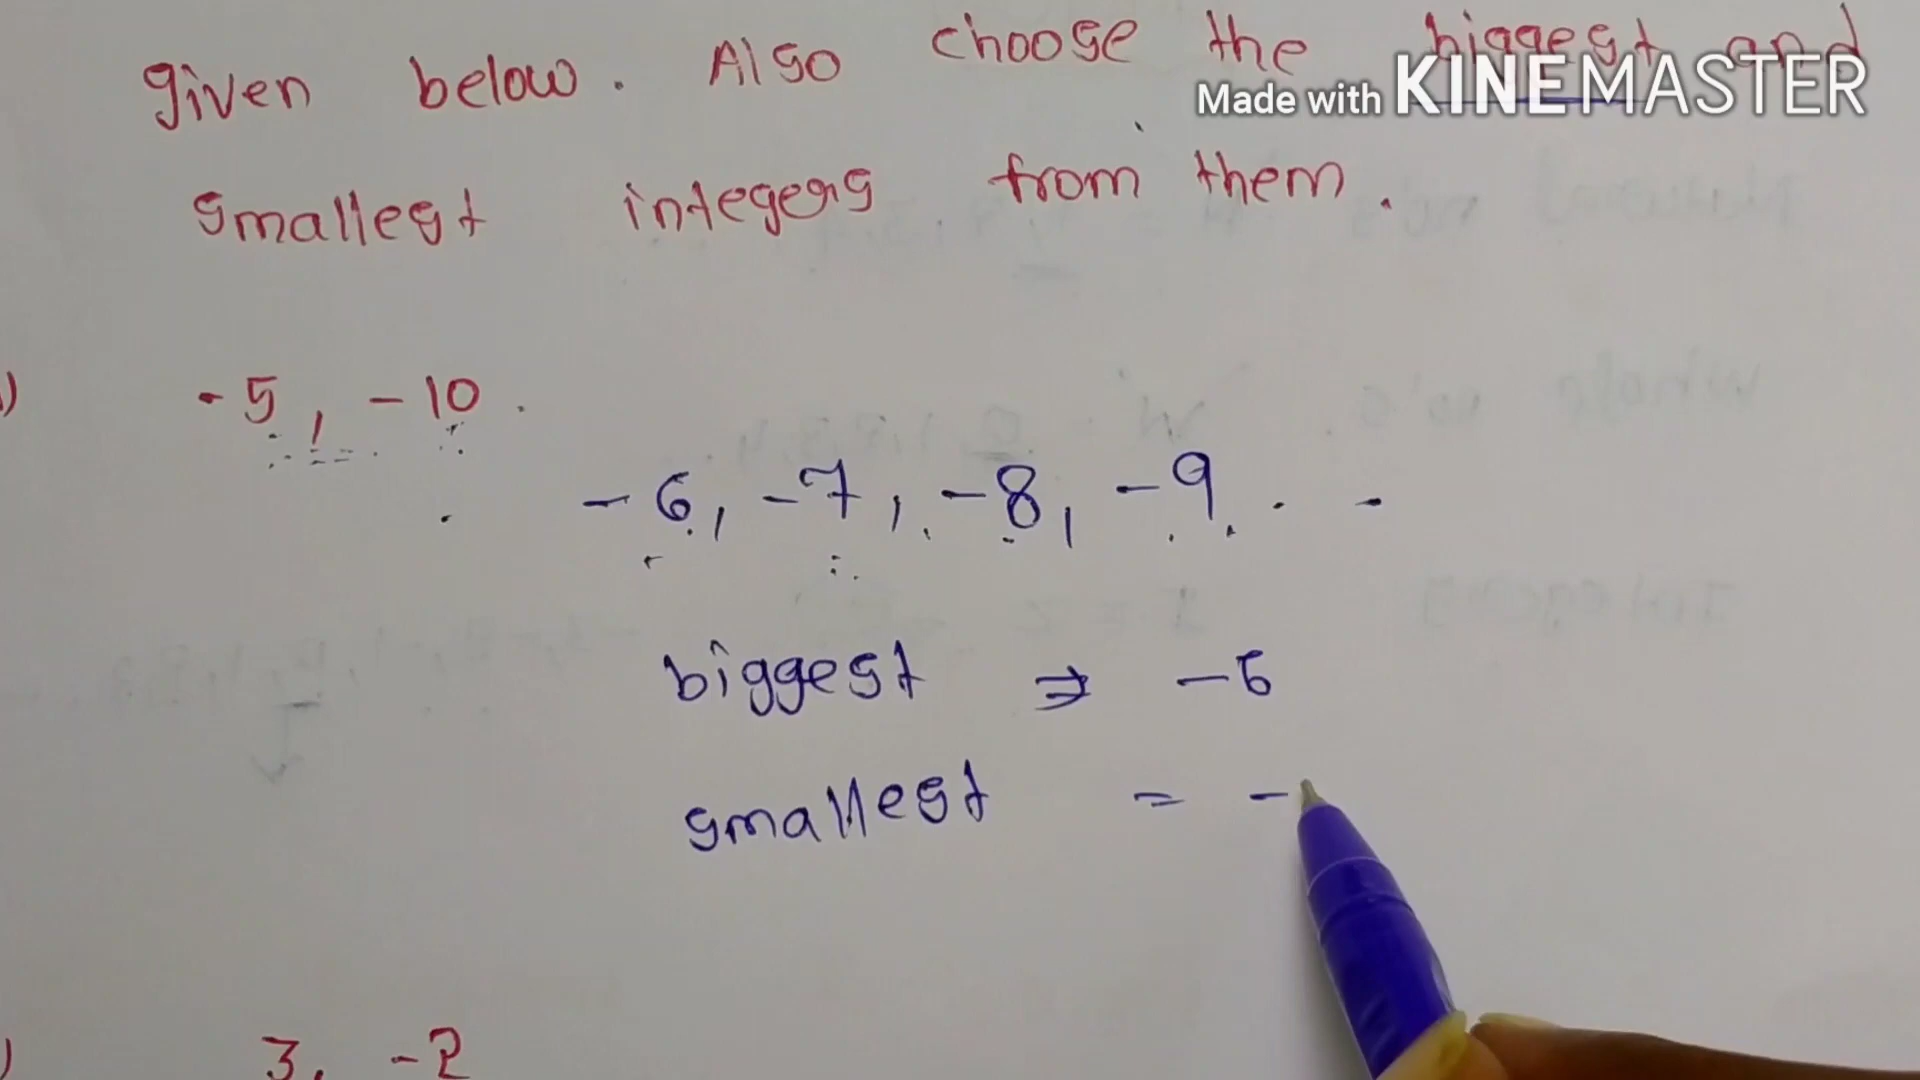 given below. Also choose the biggest and
Made with KINEMASTER
smallest integers from them.
-5, -10.
-6, -7, -8, -9
biggest ⇒ -6
smallest = -
3, -2